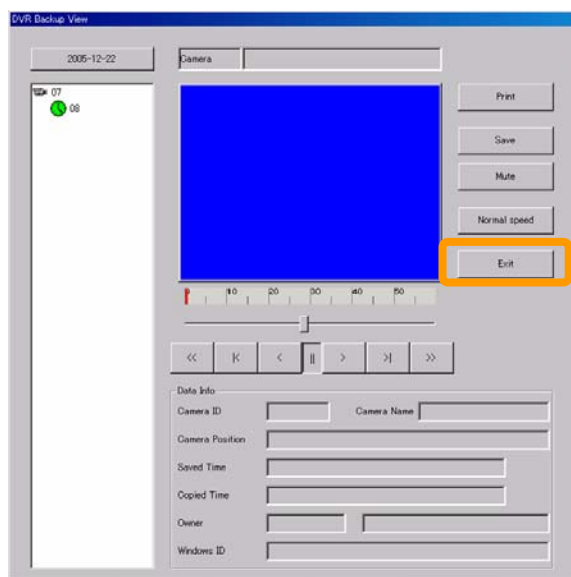 DVR Backup View
2005-12-22
Camera
07
08
Print
Save
Mute
Normal speed
Exit
0 10 20 30 40 50
<< K < || > >| >>
Data Info
Camera ID
Camera Name
Camera Position
Saved Time
Copied Time
Owner
Windows ID